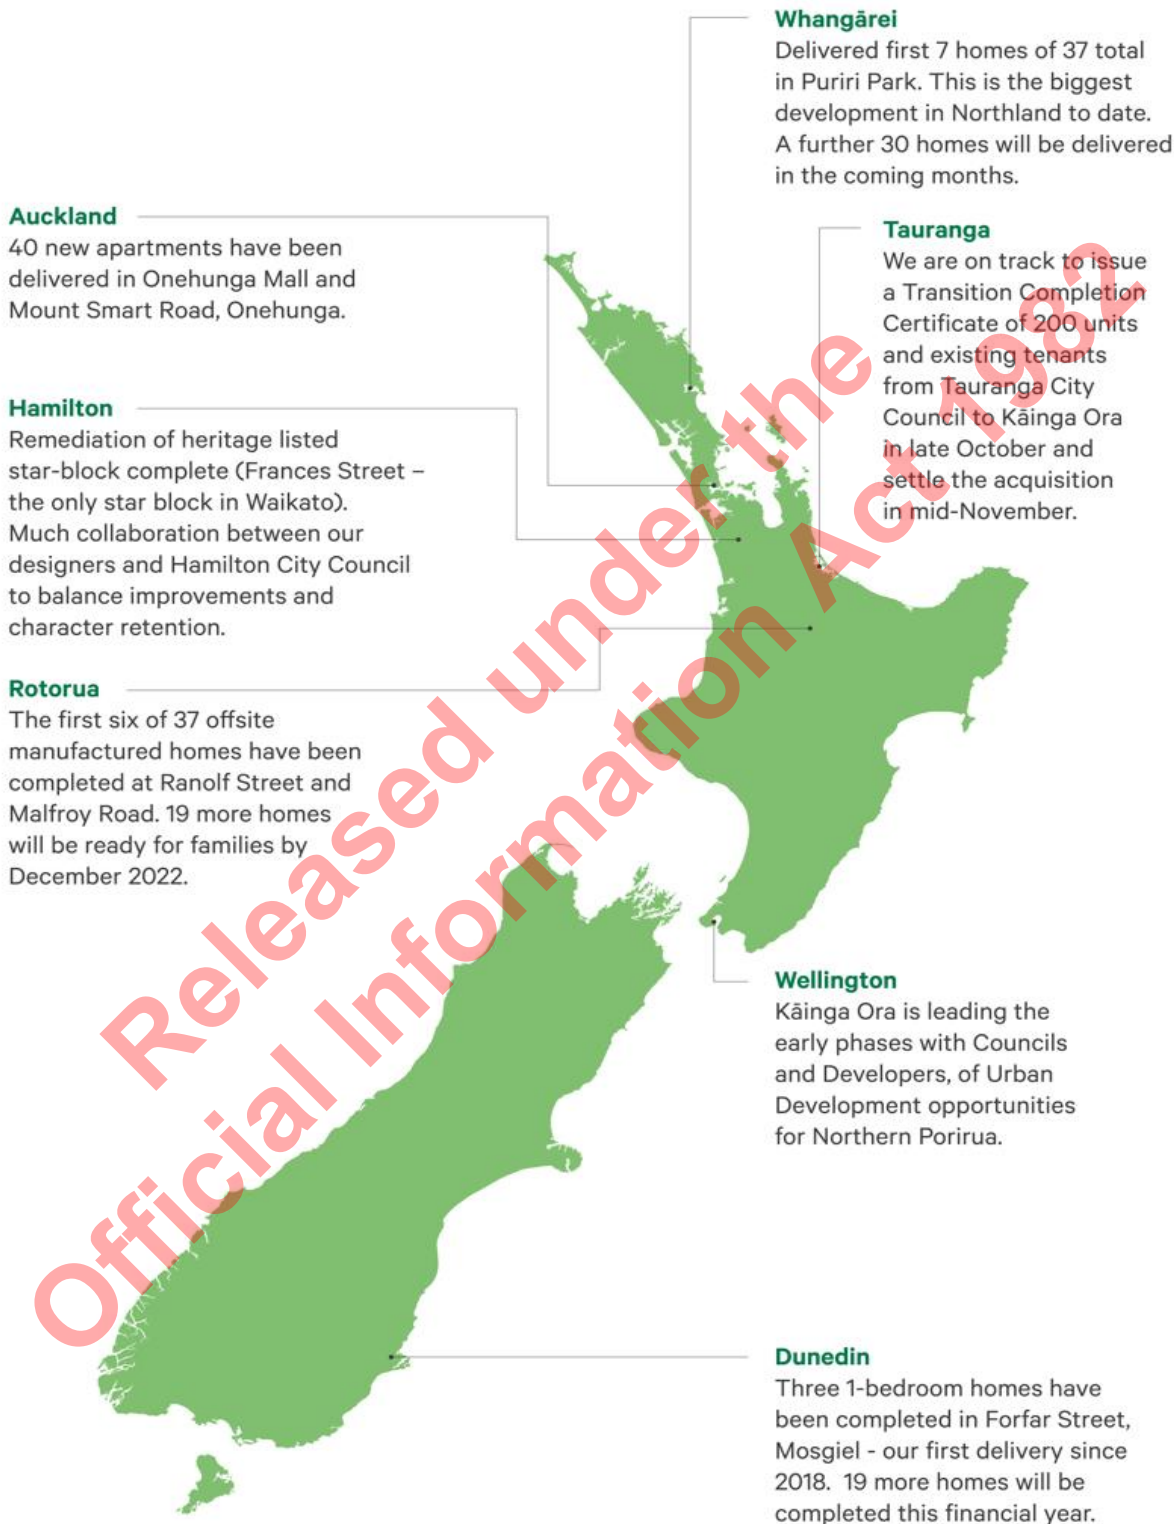 Whangārei
Delivered first 7 homes of 37 total
in Puriri Park. This is the biggest
development in Northland to date.
A further 30 homes will be delivered
in the coming months.
Auckland
40 new apartments have been
delivered in Onehunga Mall and
Mount Smart Road, Onehunga.
Tauranga
We are on track to issue
a Transition Completion
Certificate of 200 units
and existing tenants
from Tauranga City
Council to Kāinga Ora
in late October and
settle the acquisition
in mid-November.
Hamilton
Remediation of heritage listed
star-block complete (Frances Street –
the only star block in Waikato).
Much collaboration between our
designers and Hamilton City Council
to balance improvements and
character retention.
Rotorua
The first six of 37 offsite
manufactured homes have been
completed at Ranolf Street and
Malfroy Road. 19 more homes
will be ready for families by
December 2022.
Wellington
Kāinga Ora is leading the
early phases with Councils
and Developers, of Urban
Development opportunities
for Northern Porirua.
Dunedin
Three 1-bedroom homes have
been completed in Forfar Street,
Mosgiel - our first delivery since
2018. 19 more homes will be
completed this financial year.
Released under the
Official Information Act 1982